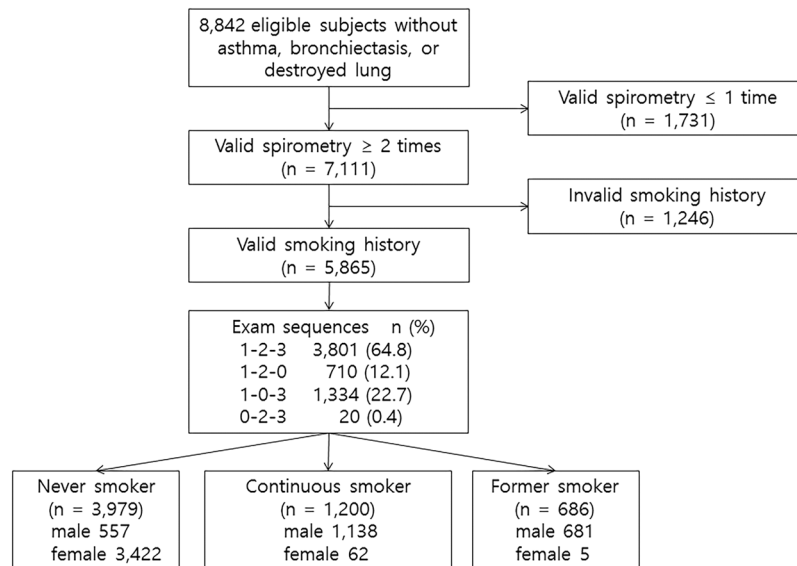 8,842 eligible subjects without
asthma, bronchiectasis, or
destroyed lung
Valid spirometry ≤ 1 time
(n = 1,731)
Valid spirometry ≥ 2 times
(n = 7,111)
Invalid smoking history
(n = 1,246)
Valid smoking history
(n = 5,865)
Exam sequences n (%)
1-2-3 3,801 (64.8)
1-2-0 710 (12.1)
1-0-3 1,334 (22.7)
0-2-3 20 (0.4)
Never smoker
(n = 3,979)
male 557
female 3,422
Continuous smoker
(n = 1,200)
male 1,138
female 62
Former smoker
(n = 686)
male 681
female 5